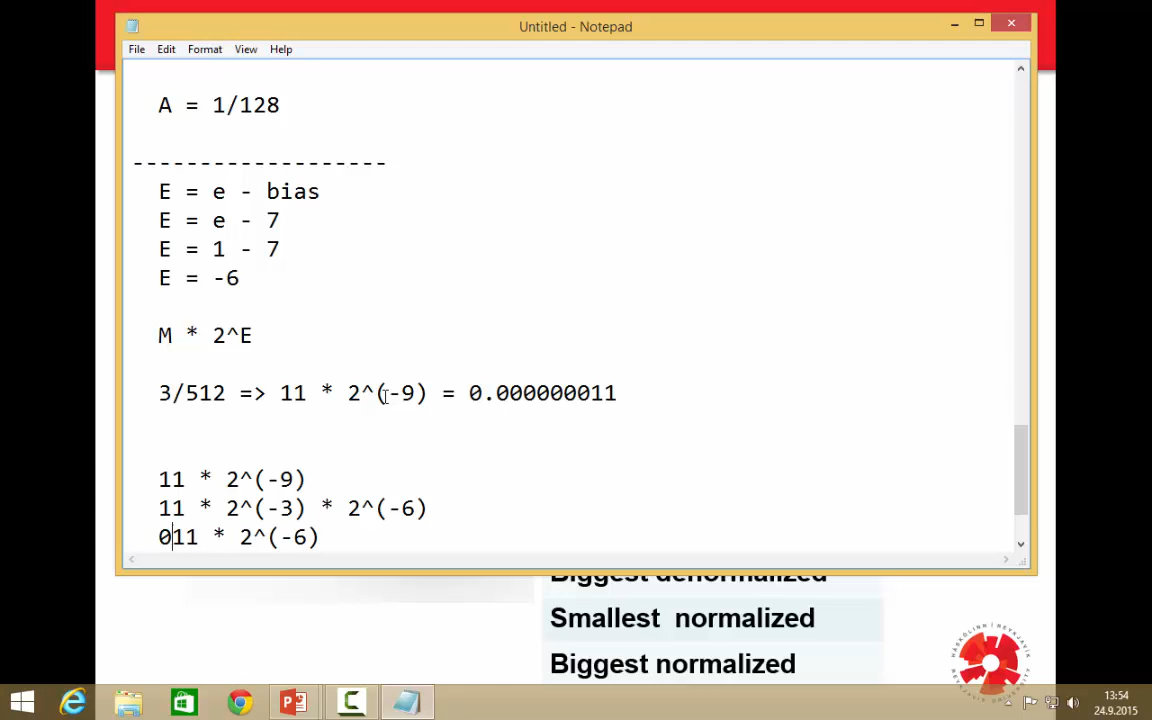 Untitled - Notepad
File Edit Format View Help
A = 1/128
-------------------
E = e - bias
E = e - 7
E = 1 - 7
E = -6
M * 2^E
3/512 => 11 * 2^(-9) = 0.000000011
11 * 2^(-9)
11 * 2^(-3) * 2^(-6)
011 * 2^(-6)
Biggest denormalized
Smallest normalized
Biggest normalized
13:54
24.9.2015